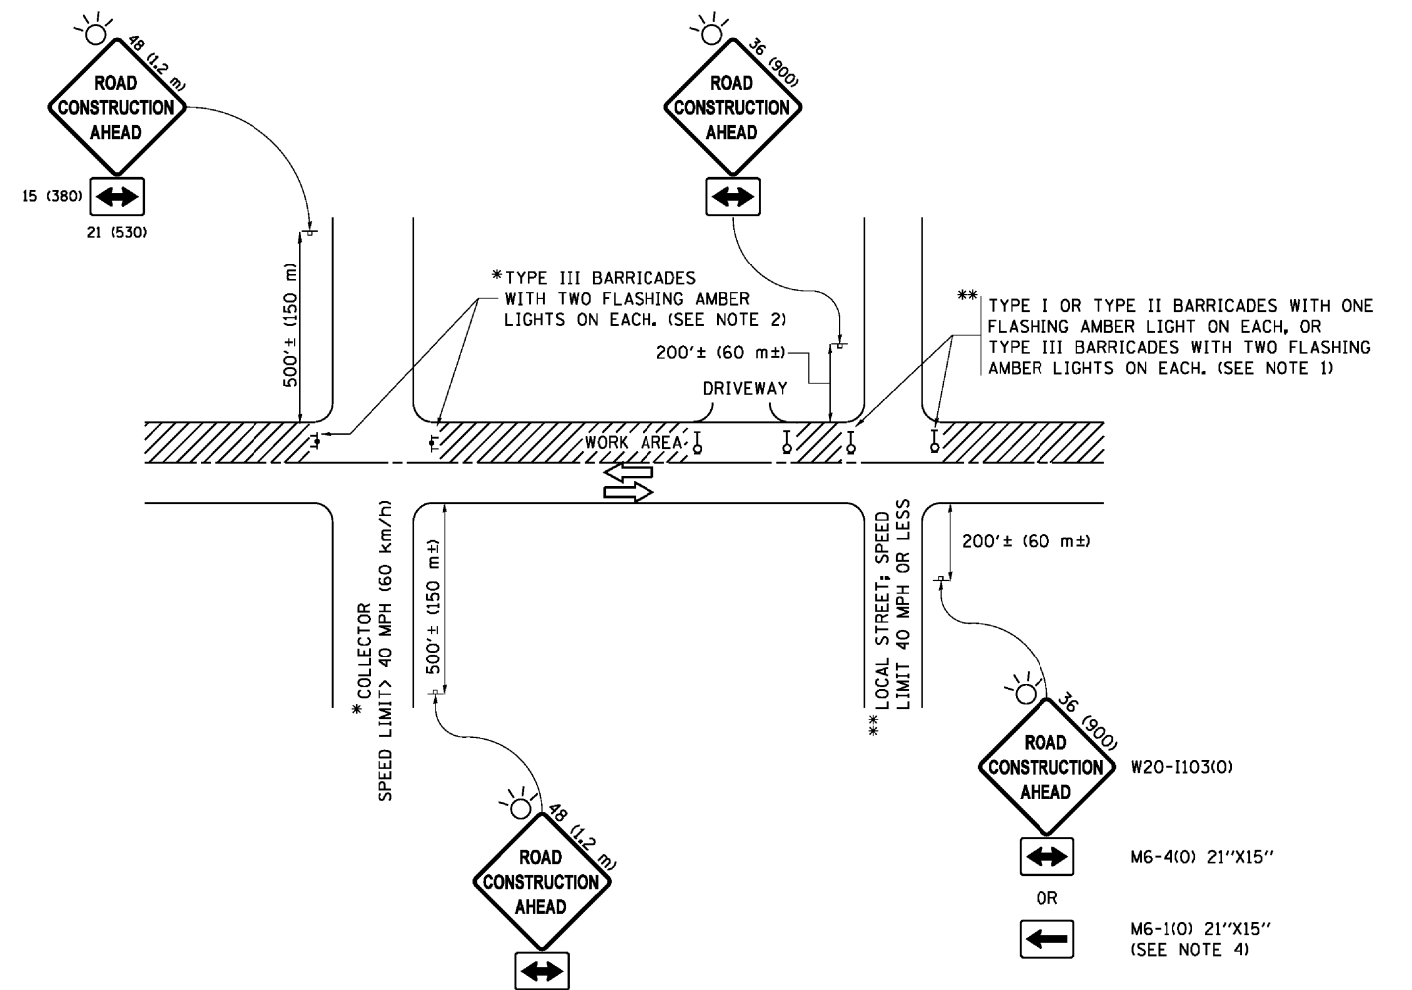 48 (1.2 m)
ROAD
CONSTRUCTION
AHEAD
15 (380)
21 (530)
36 (900)
ROAD
CONSTRUCTION
AHEAD
500'± (150 m)
*TYPE III BARRICADES
WITH TWO FLASHING AMBER
LIGHTS ON EACH. (SEE NOTE 2)
200'± (60 m±)
DRIVEWAY
** TYPE I OR TYPE II BARRICADES WITH ONE
FLASHING AMBER LIGHT ON EACH, OR
TYPE III BARRICADES WITH TWO FLASHING
AMBER LIGHTS ON EACH. (SEE NOTE 1)
WORK AREA
*COLLECTOR
SPEED LIMIT> 40 MPH (60 km/h)
500'± (150 m±)
**LOCAL STREET; SPEED
LIMIT 40 MPH OR LESS
200'± (60 m±)
48 (1.2 m)
ROAD
CONSTRUCTION
AHEAD
36 (900)
ROAD
CONSTRUCTION
AHEAD
W20-I103(O)
M6-4(O) 21"X15"
OR
M6-1(O) 21"X15"
(SEE NOTE 4)